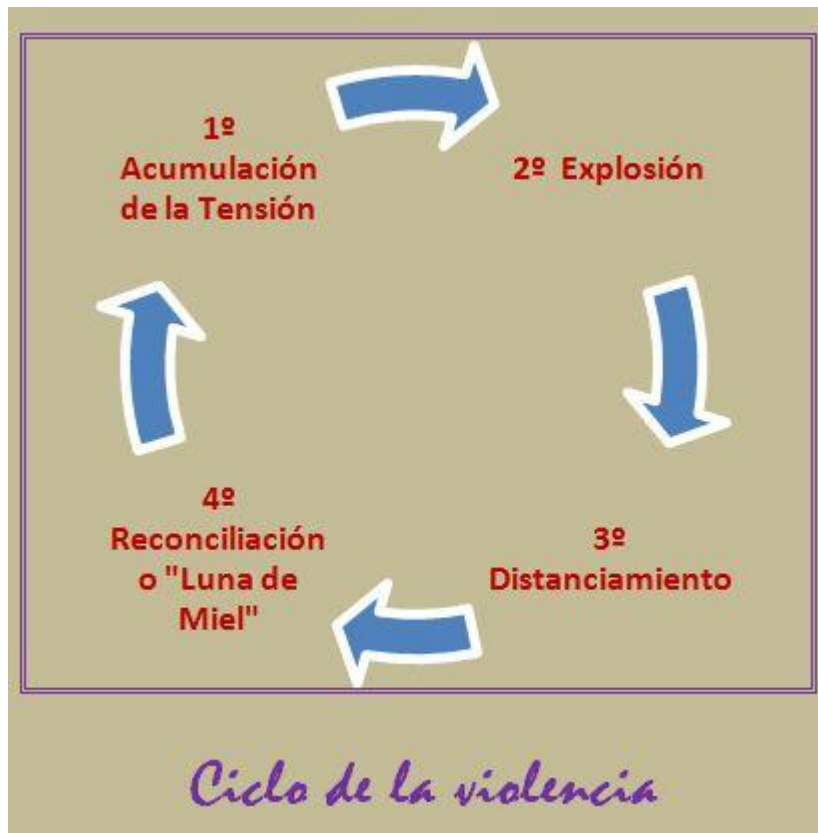 1º
Acumulación
de la Tensión
2º Explosión
3º
Distanciamiento
4º
Reconciliación
o "Luna de
Miel"
Ciclo de la violencia